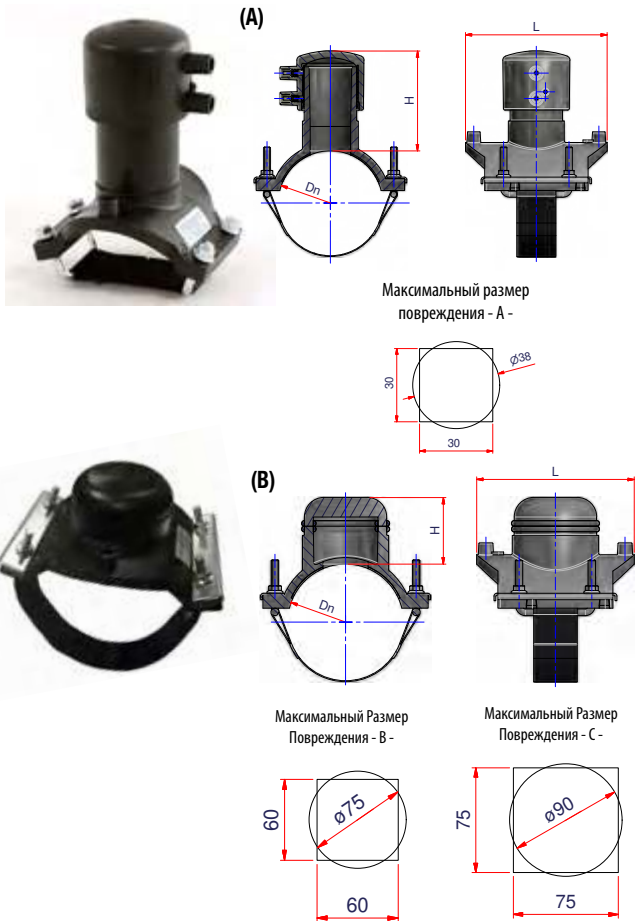 (A)
H
Dn
L
Максимальный размер
повреждения - A -
30
Ø38
30
(B)
H
Dn
L
Максимальный Размер
Повреждения - B -
60
ø75
60
Максимальный Размер
Повреждения - C -
75
ø90
75